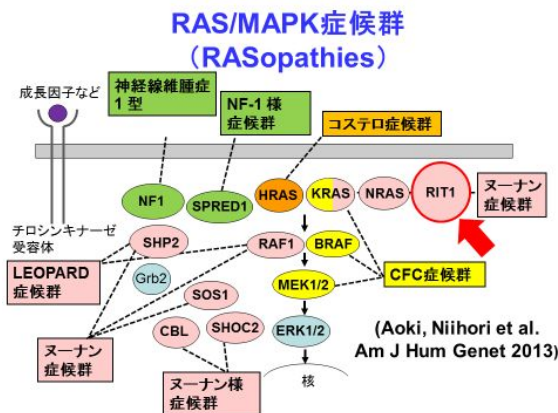 RAS/MAPK症候群
（RASopathies）
成長因子など
神経線維腫症
1型
NF-1 様
症候群
コステロ症候群
NF1
SPRED1
HRAS
KRAS
NRAS
RIT1
ヌーナン
症候群
チロシンキナーゼ
受容体
SHP2
RAF1
BRAF
LEOPARD
症候群
Grb2
MEK1/2
CFC症候群
SOS1
CBL
SHOC2
ERK1/2
ヌーナン
症候群
(Aoki, Niihori et al.
Am J Hum Genet 2013)
ヌーナン様
症候群
核